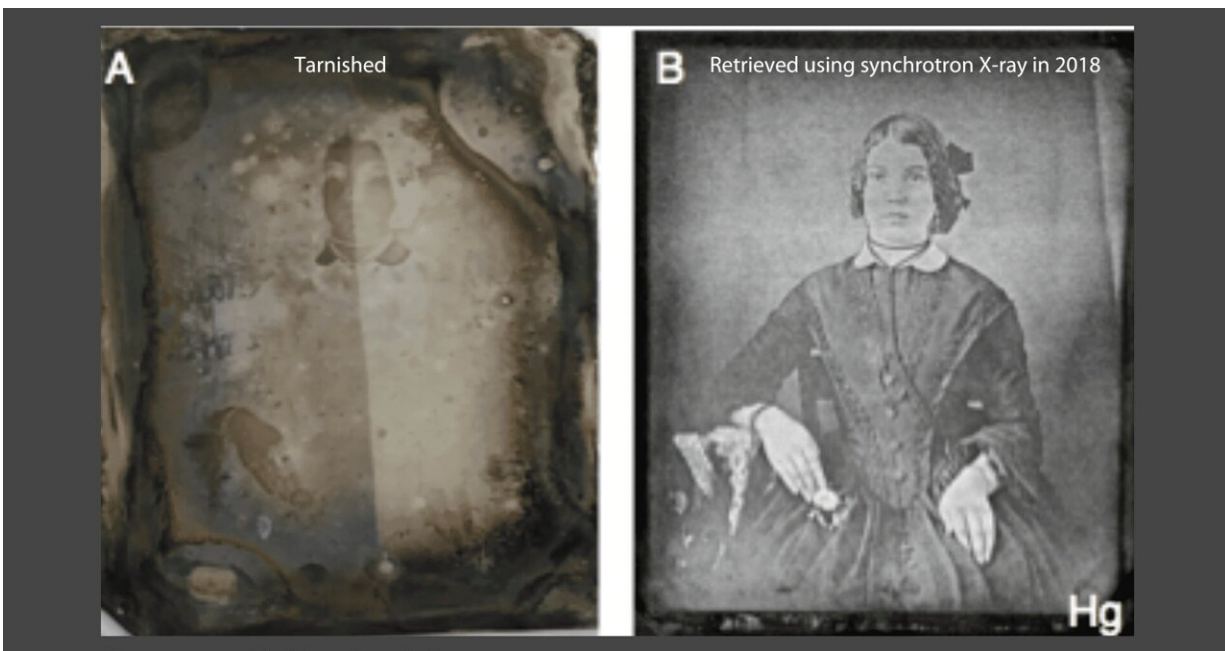 A
Tarnished
B
Retrieved using synchrotron X-ray in 2018
Hg